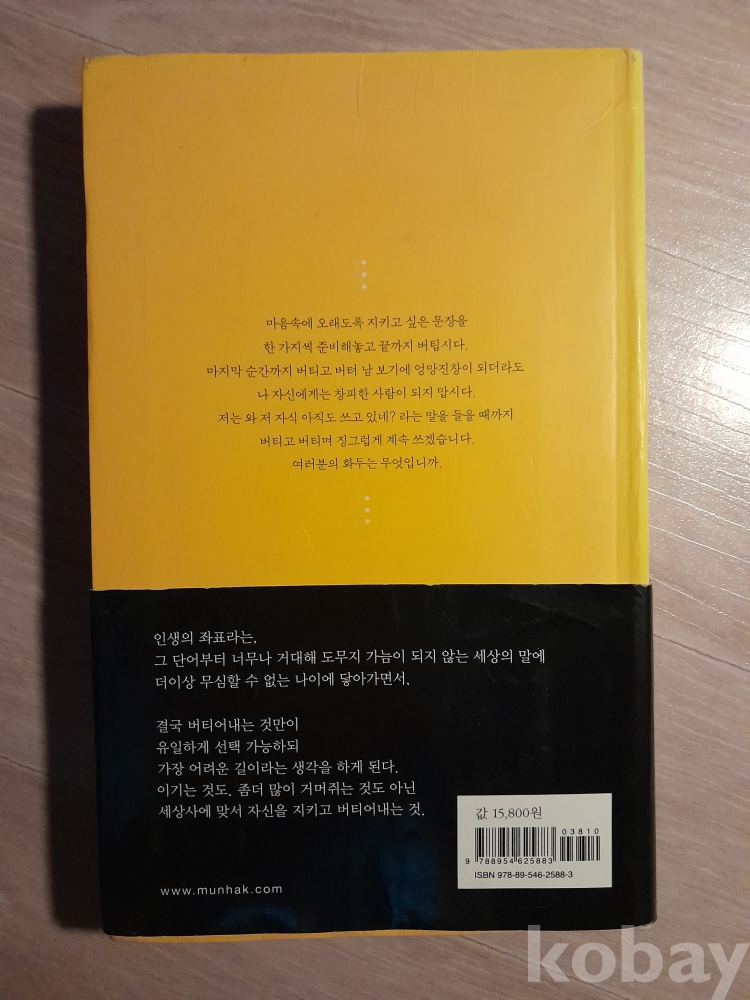 마음속에 오래도록 지키고 싶은 문장을
한 가지씩 준비해놓고 끝까지 버팁시다.
마지막 순간까지 버티고 버텨 남 보기에 엉망진창이 되더라도
나 자신에게는 창피한 사람이 되지 맙시다.
저는 와 저 자식 아직도 쓰고 있네? 라는 말을 들을 때까지
버티고 버티며 징그럽게 계속 쓰겠습니다.
여러분의 화두는 무엇입니까.
인생의 좌표라는,
그 단어부터 너무나 거대해 도무지 가늠이 되지 않는 세상의 말에
더이상 무심할 수 없는 나이에 닿아가면서,
결국 버티어내는 것만이
유일하게 선택 가능하되
가장 어려운 길이라는 생각을 하게 된다.
이기는 것도, 좀더 많이 거머쥐는 것도 아닌
세상사에 맞서 자신을 지키고 버티어내는 것.
값 15,800원
03810
9 788954 625883
ISBN 978-89-546-2588-3
www.munhak.com
kobay